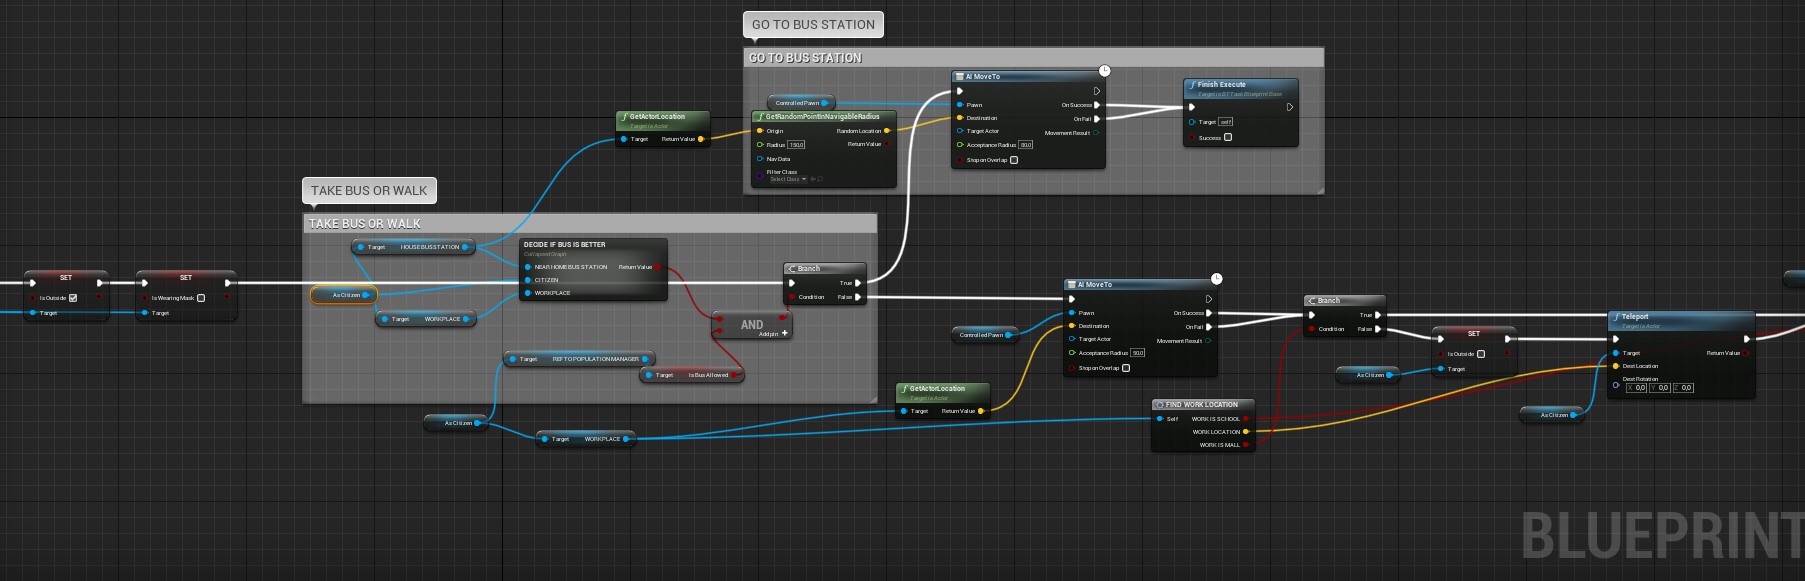 GO TO BUS STATION
GO TO BUS STATION
AI MoveTo
Pawn
On Success
Destination
On Fail
Target Actor
Movement Result
Acceptance Radius 50,0
Stop on Overlap
Finish Execute
Target is BTTask Blueprint Base
Target self
Success
Controlled Pawn
GetRandomPointInNavigableRadius
Origin
Random Location
Radius 150,0
Return Value
Nav Data
Filter Class
Select Class
GetActorLocation
Target is Actor
Target
Return Value
TAKE BUS OR WALK
TAKE BUS OR WALK
SET
Is Outside
Target
SET
Is Wearing Mask
Target
Target
HOUSE BUS STATION
As Citizen
Target
WORKPLACE
DECIDE IF BUS IS BETTER
Collapsed Graph
NEAR HOME BUS STATION
Return Value
CITIZEN
WORKPLACE
Branch
True
Condition
False
AND
Add pin +
Target
REF TO POPULATION MANAGER
Target
Is Bus Allowed
As Citizen
Target
WORKPLACE
GetActorLocation
Target is Actor
Target
Return Value
Controlled Pawn
AI MoveTo
Pawn
On Success
Destination
On Fail
Target Actor
Movement Result
Acceptance Radius 50,0
Stop on Overlap
FIND WORK LOCATION
Self
WORK IS SCHOOL
WORK LOCATION
WORK IS MALL
Branch
True
Condition
False
As Citizen
SET
Is Outside
Target
As Citizen
Teleport
Target is Actor
Target
Return Value
Dest Location
Dest Rotation
X 0,0 Y 0,0 Z 0,0
BLUEPRINT